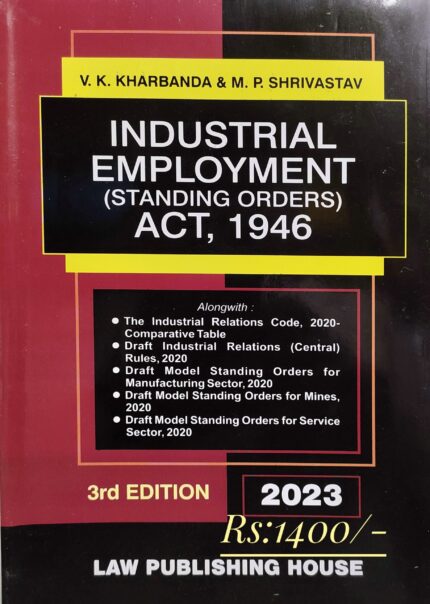 V. K. KHARBANDA & M. P. SHRIVASTAV
INDUSTRIAL
EMPLOYMENT
(STANDING ORDERS)
ACT, 1946
Alongwith :
● The Industrial Relations Code, 2020-
Comparative Table
● Draft Industrial Relations (Central)
Rules, 2020
● Draft Model Standing Orders for
Manufacturing Sector, 2020
● Draft Model Standing Orders for Mines,
2020
● Draft Model Standing Orders for Service
Sector, 2020
3rd EDITION
2023
Rs:1400/-
LAW PUBLISHING HOUSE